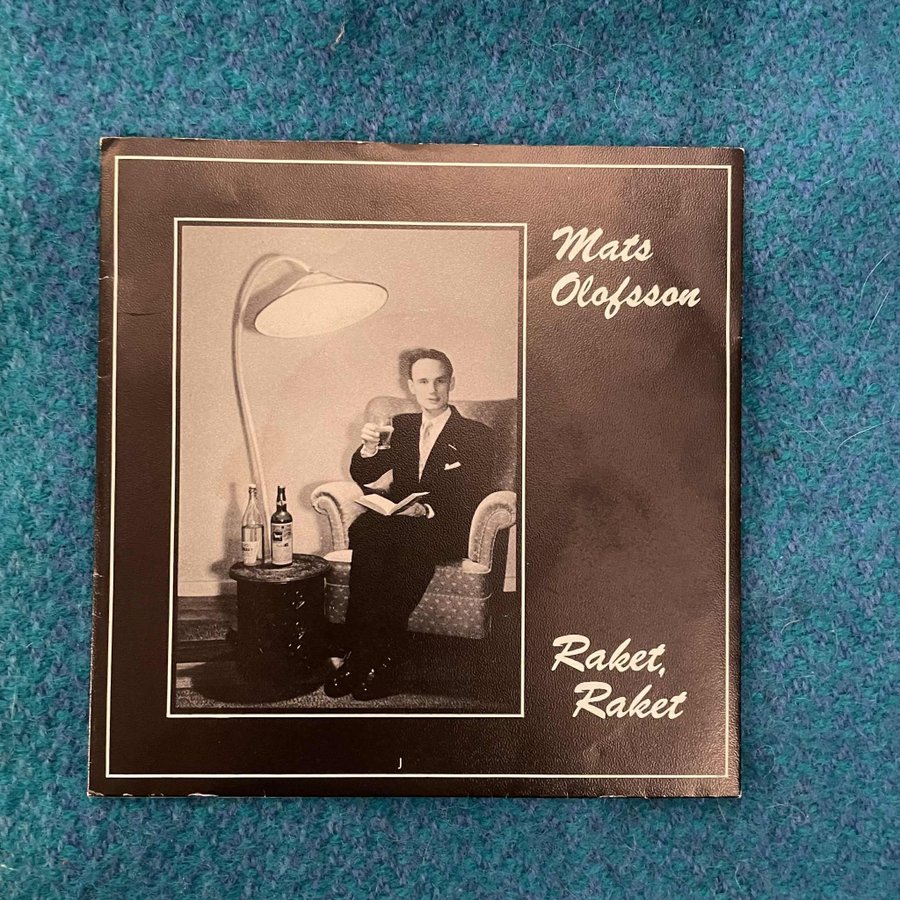 Mats
Olofsson
Raket,
Raket
J